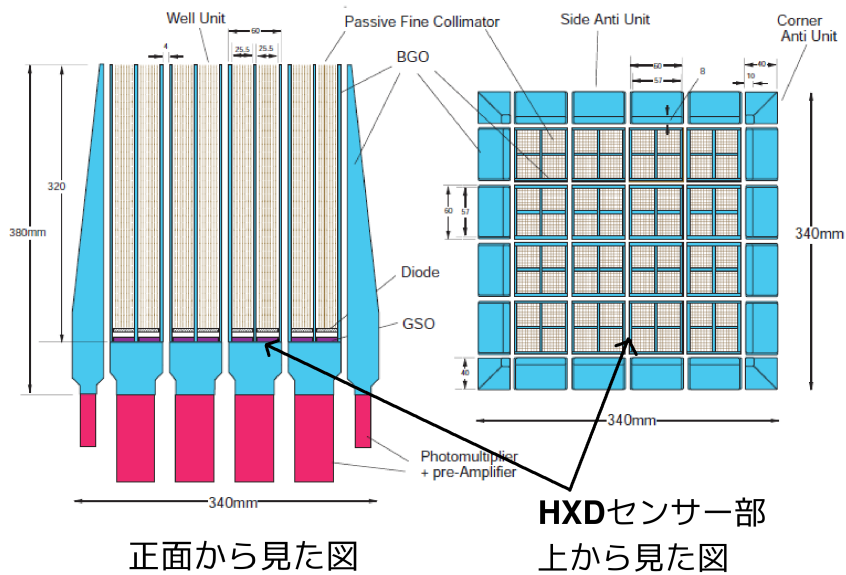 Well Unit
60
Passive Fine Collimator
Side Anti Unit
Corner
Anti Unit
4
25.5
25.5
BGO
60
57
8
40
10
320
380mm
60
57
340mm
Diode
GSO
40
340mm
Photomultiplier
+ pre-Amplifier
340mm
HXDセンサー部
正面から見た図
上から見た図